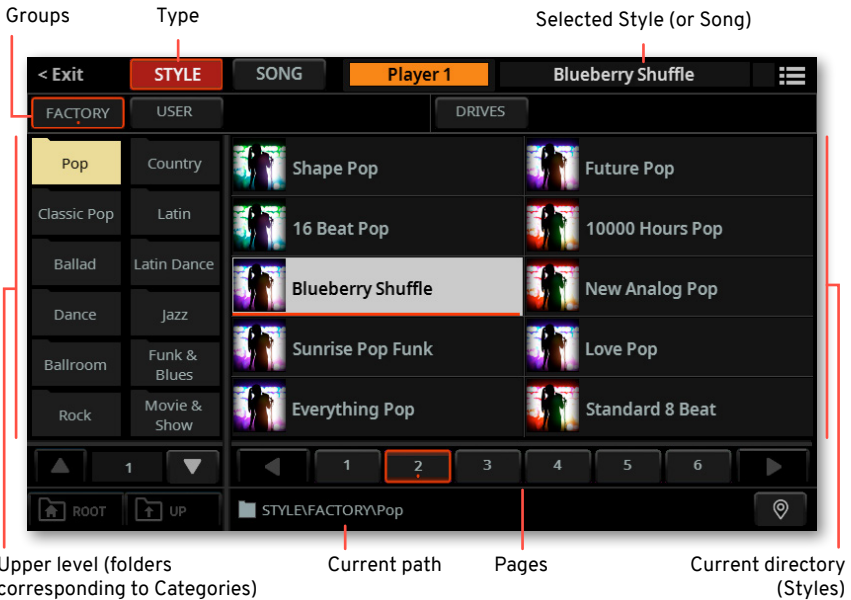 Groups
Type
Selected Style (or Song)
< Exit
STYLE
SONG
Player 1
Blueberry Shuffle
FACTORY
USER
DRIVES
Pop
Country
Classic Pop
Latin
Ballad
Latin Dance
Dance
Jazz
Ballroom
Funk &
Blues
Rock
Movie &
Show
Shape Pop
Future Pop
16 Beat Pop
10000 Hours Pop
Blueberry Shuffle
New Analog Pop
Sunrise Pop Funk
Love Pop
Everything Pop
Standard 8 Beat
1
1
2
3
4
5
6
ROOT
UP
STYLE\FACTORY\Pop
Upper level (folders
corresponding to Categories)
Current path
Pages
Current directory
(Styles)